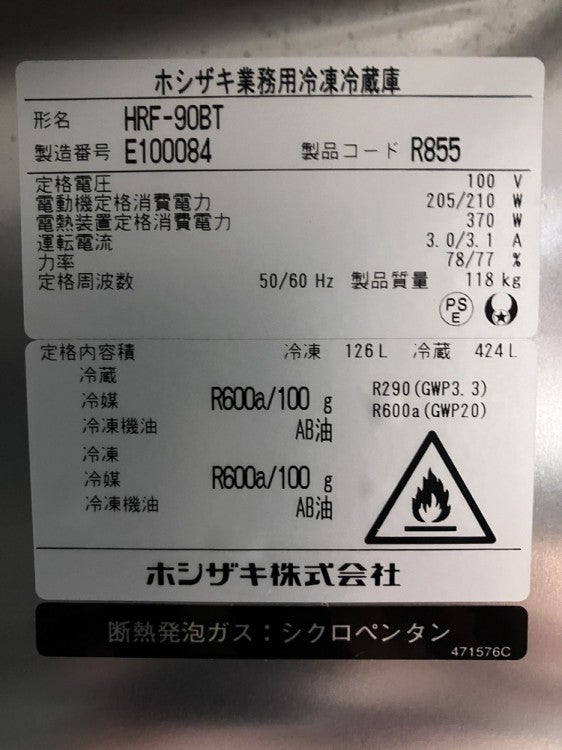 ホシザキ業務用冷凍冷蔵庫
形名 HRF-90BT
製造番号 E100084 製品コード R855
定格電圧 100 V
電動機定格消費電力 205/210 W
電熱装置定格消費電力 370 W
運転電流 3.0/3.1 A
力率 78/77 %
定格周波数 50/60 Hz 製品質量 118 kg
PS
E
定格内容積 冷凍 126L 冷蔵 424L
冷蔵
冷媒 R600a/100 g
冷凍機油 AB油
冷凍
冷媒 R600a/100 g
冷凍機油 AB油
R290(GWP3.3)
R600a(GWP20)
ホシザキ株式会社
断熱発泡ガス：シクロペンタン
471576C